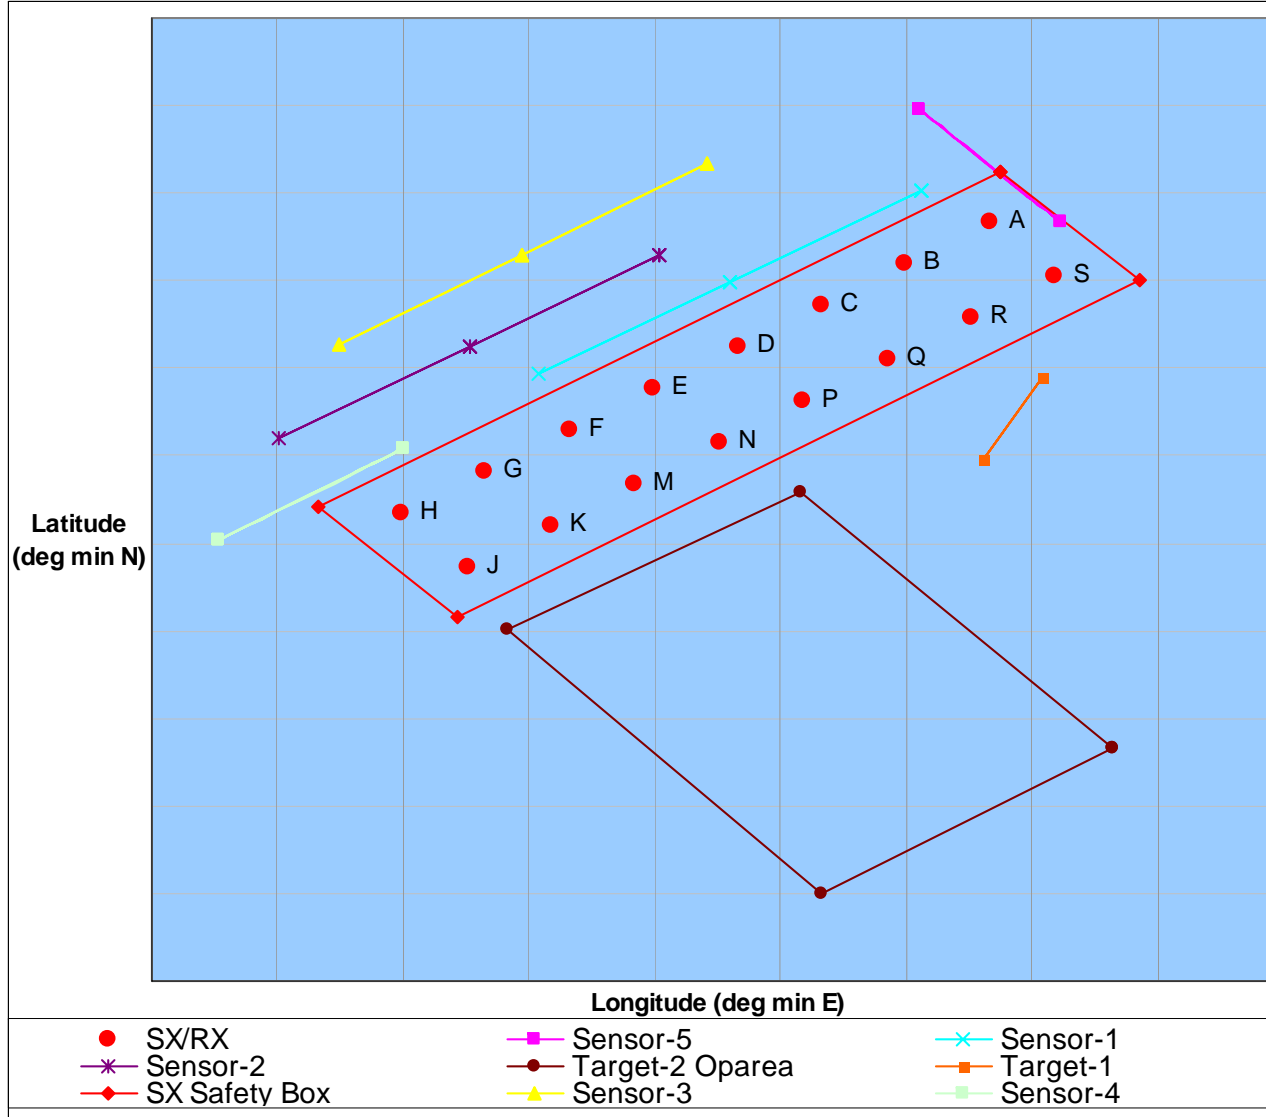 A
B
S
C
R
D
Q
E
P
F
N
G
M
H
K
J
Latitude
(deg min N)
Longitude (deg min E)
SX/RX Sensor-5 Sensor-1
Sensor-2 Target-2 Oparea Target-1
SX Safety Box Sensor-3 Sensor-4